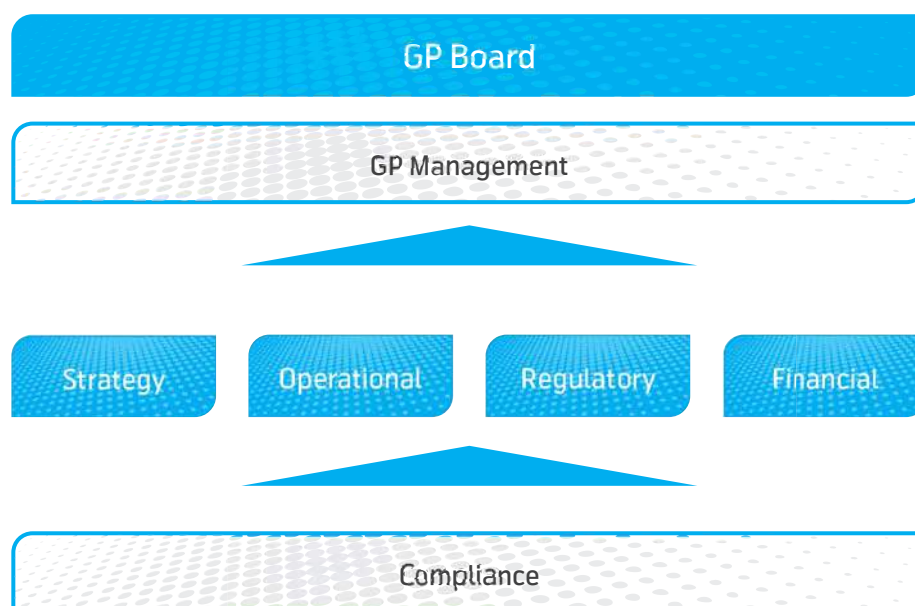 GP Board
GP Management
Strategy
Operational
Regulatory
Financial
Compliance